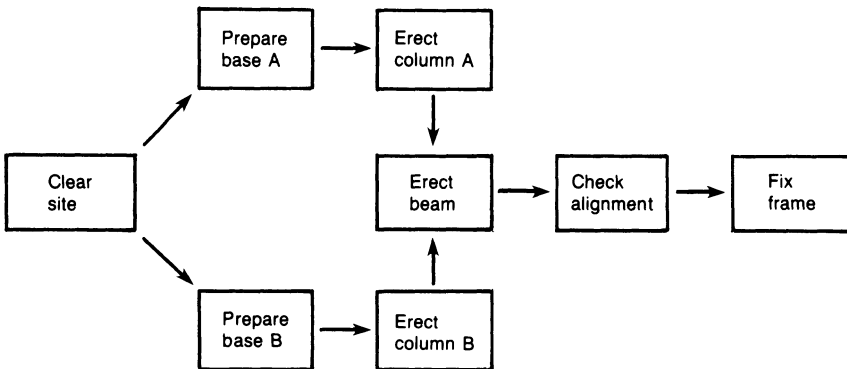 Prepare
base A
Erect
column A
Clear
site
Erect
beam
Check
alignment
Fix
frame
Prepare
base B
Erect
column B